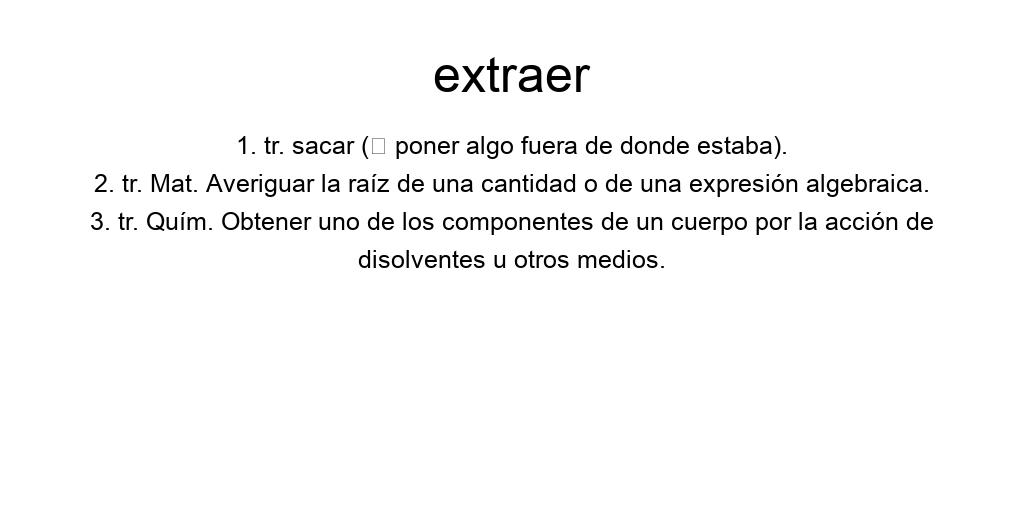 extraer
1. tr. sacar (□ poner algo fuera de donde estaba).
2. tr. Mat. Averiguar la raíz de una cantidad o de una expresión algebraica.
3. tr. Quím. Obtener uno de los componentes de un cuerpo por la acción de
disolventes u otros medios.